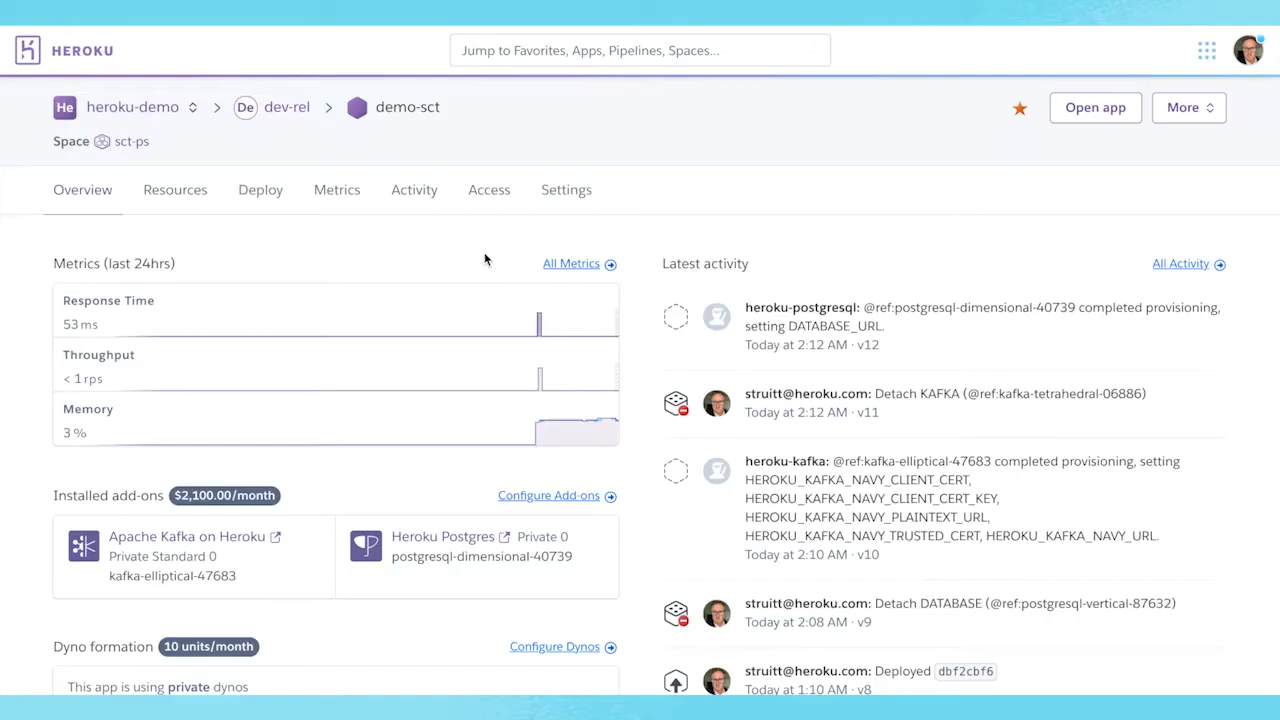 HEROKU
Jump to Favorites, Apps, Pipelines, Spaces...
He heroku-demo > De dev-rel > demo-sct
Open app
More
Space sct-ps
Overview Resources Deploy Metrics Activity Access Settings
Metrics (last 24hrs)
All Metrics
Response Time
53 ms
Throughput
< 1 rps
Memory
3 %
Installed add-ons $2,100.00/month
Configure Add-ons
Apache Kafka on Heroku
Private Standard 0
kafka-elliptical-47683
Heroku Postgres Private 0
postgresql-dimensional-40739
Dyno formation 10 units/month
Configure Dynos
This app is using private dynos
Latest activity
All Activity
heroku-postgresql: @ref:postgresql-dimensional-40739 completed provisioning,
setting DATABASE_URL.
Today at 2:12 AM · v12
struitt@heroku.com: Detach KAFKA (@ref:kafka-tetrahedral-06886)
Today at 2:12 AM · v11
heroku-kafka: @ref:kafka-elliptical-47683 completed provisioning, setting
HEROKU_KAFKA_NAVY_CLIENT_CERT,
HEROKU_KAFKA_NAVY_CLIENT_CERT_KEY,
HEROKU_KAFKA_NAVY_PLAINTEXT_URL,
HEROKU_KAFKA_NAVY_TRUSTED_CERT, HEROKU_KAFKA_NAVY_URL.
Today at 2:10 AM · v10
struitt@heroku.com: Detach DATABASE (@ref:postgresql-vertical-87632)
Today at 2:08 AM · v9
struitt@heroku.com: Deployed dbf2cbf6
Today at 1:10 AM · v8